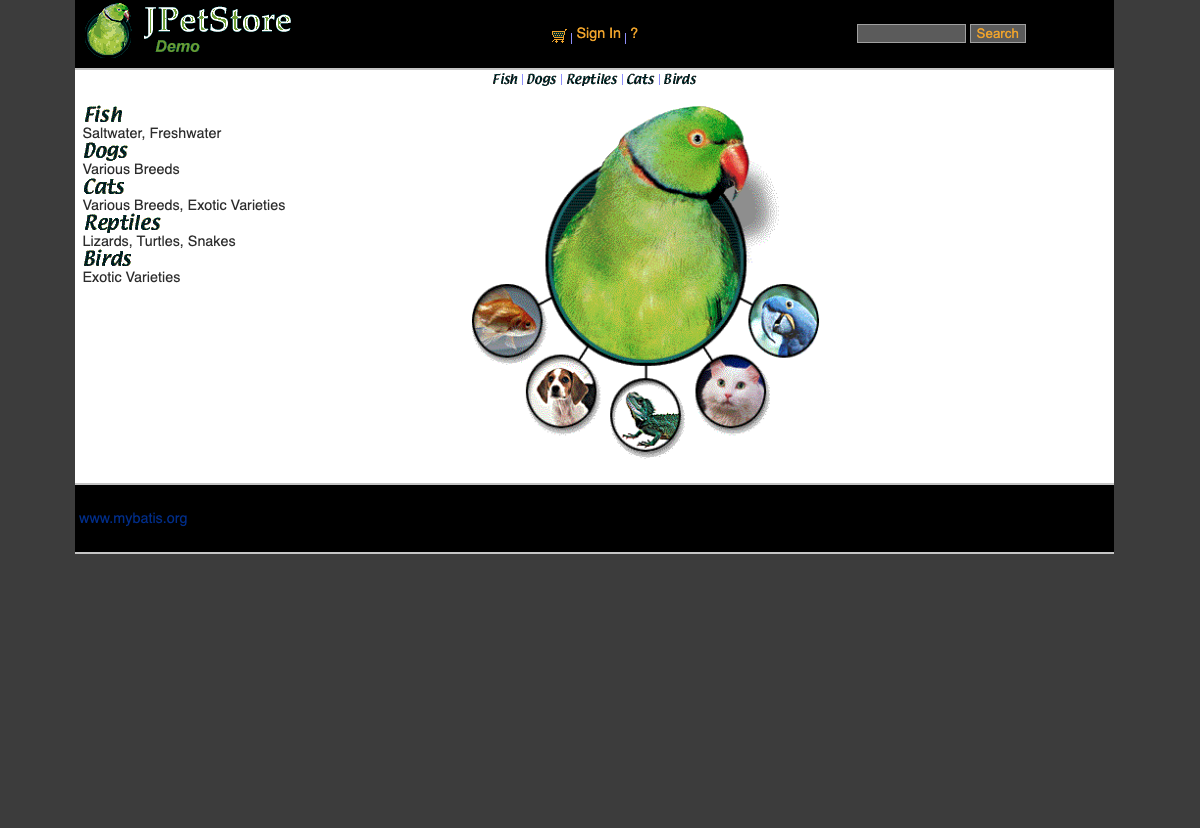 JPetStore
Demo
| Sign In | ?
Search
Fish | Dogs | Reptiles | Cats | Birds
Fish
Saltwater, Freshwater
Dogs
Various Breeds
Cats
Various Breeds, Exotic Varieties
Reptiles
Lizards, Turtles, Snakes
Birds
Exotic Varieties
www.mybatis.org